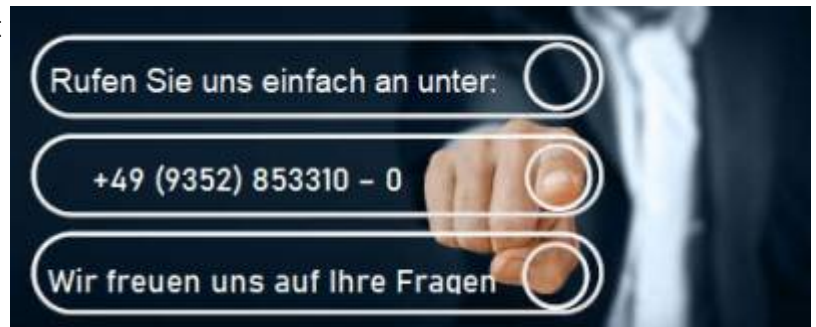 Rufen Sie uns einfach an unter:
+49 (9352) 853310 – 0
Wir freuen uns auf Ihre Fragen